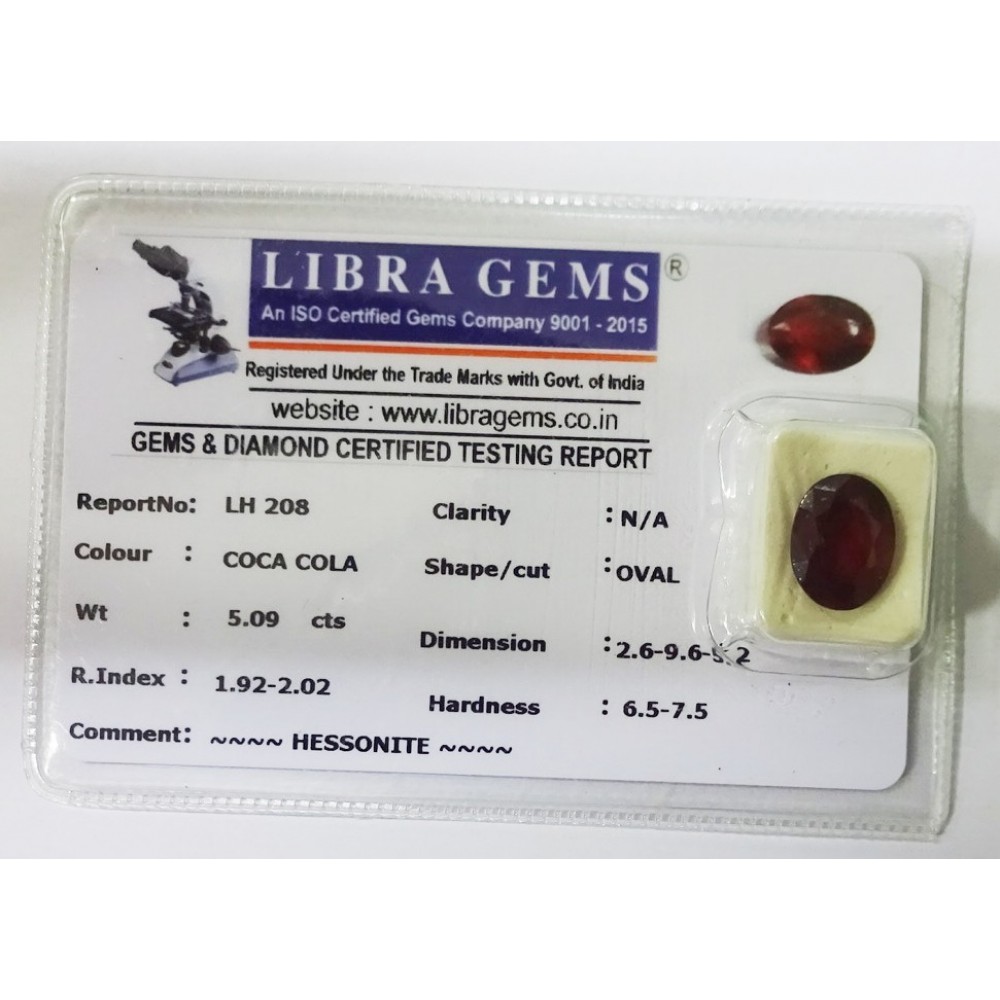 LIBRA GEMS ®
An ISO Certified Gems Company 9001 - 2015
Registered Under the Trade Marks with Govt. of India
website : www.libragems.co.in
GEMS & DIAMOND CERTIFIED TESTING REPORT
ReportNo: LH 208
Colour : COCA COLA
Wt : 5.09 cts
R.Index : 1.92-2.02
Comment: ~~~~ HESSONITE ~~~~
Clarity : N/A
Shape/cut : OVAL
Dimension : 2.6-9.6-5.2
Hardness : 6.5-7.5